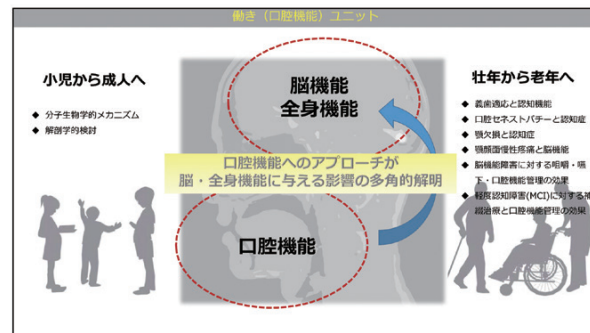 働き（口腔機能）ユニット
小児から成人へ
◆ 分子生物学的メカニズム
◆ 解剖学的検討
脳機能
全身機能
口腔機能へのアプローチが
脳・全身機能に与える影響の多角的解明
口腔機能
壮年から老年へ
◆ 義歯適応と認知機能
◆ 口腔セネストパチーと認知症
◆ 顎欠損と認知症
◆ 顎顔面慢性疼痛と脳機能
◆ 脳機能障害に対する咀嚼・嚥
下・口腔機能管理の効果
◆ 軽度認知障害(MCI)に対する補
綴治療と口腔機能管理の効果